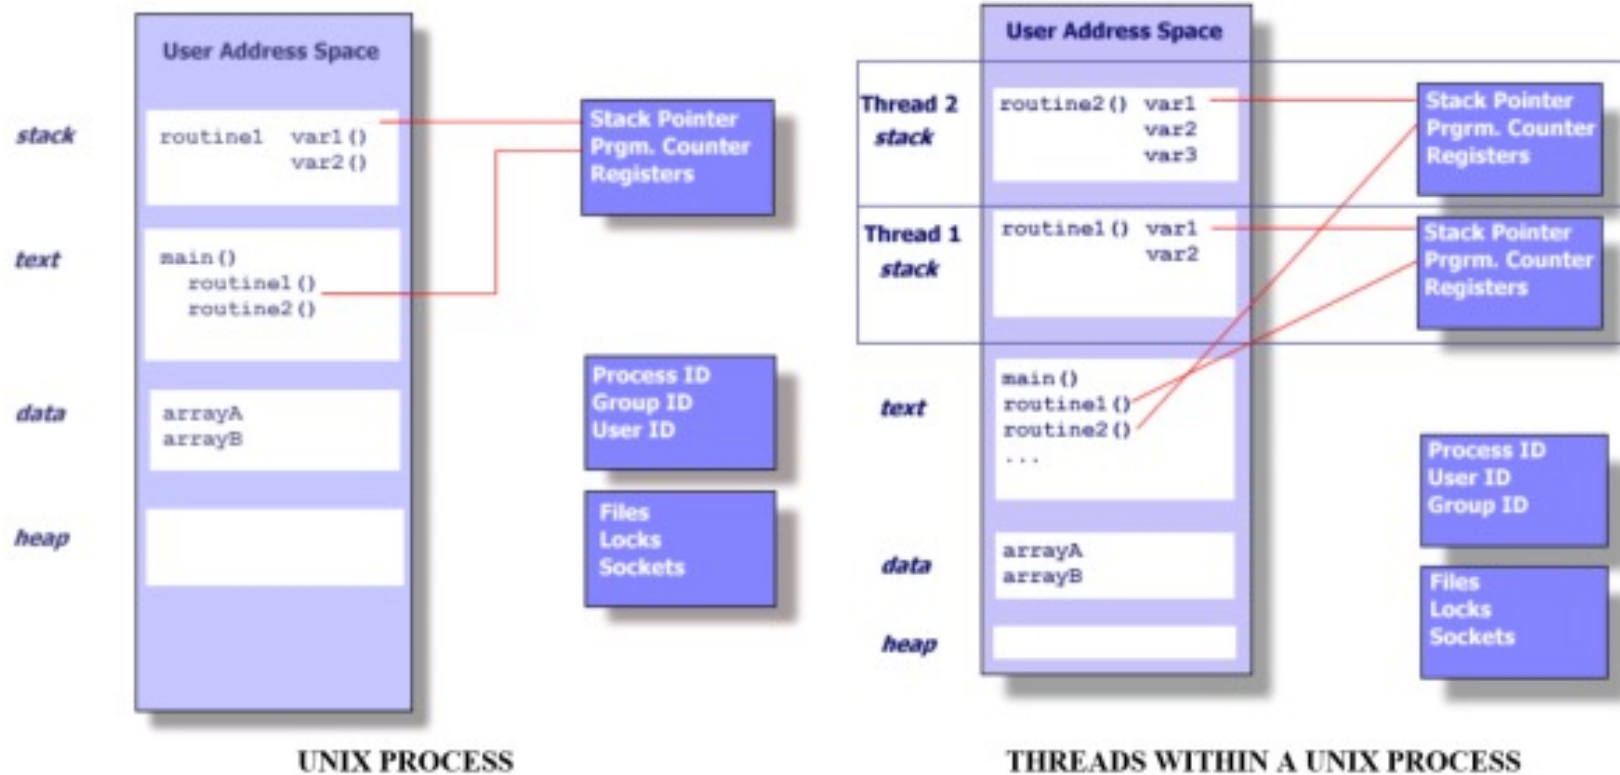 User Address Space
stack
routine1 var1()
var2()
Stack Pointer
Prgm. Counter
Registers
text
main()
routine1()
routine2()
Process ID
Group ID
User ID
data
arrayA
arrayB
Files
Locks
Sockets
heap
UNIX PROCESS
User Address Space
Thread 2
stack
routine2() var1
var2
var3
Stack Pointer
Prgrm. Counter
Registers
Thread 1
stack
routine1() var1
var2
Stack Pointer
Prgrm. Counter
Registers
text
main()
routine1()
routine2()
...
Process ID
User ID
Group ID
data
arrayA
arrayB
Files
Locks
Sockets
heap
THREADS WITHIN A UNIX PROCESS